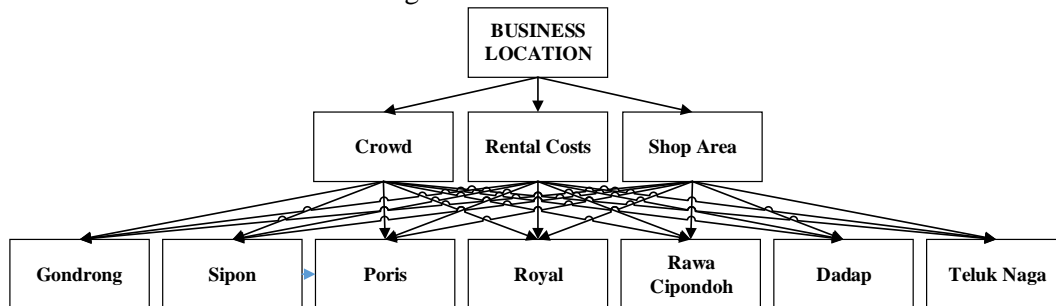 BUSINESS
LOCATION
Crowd
Rental Costs
Shop Area
Gondrong
Sipon
Poris
Royal
Rawa
Cipondoh
Dadap
Teluk Naga